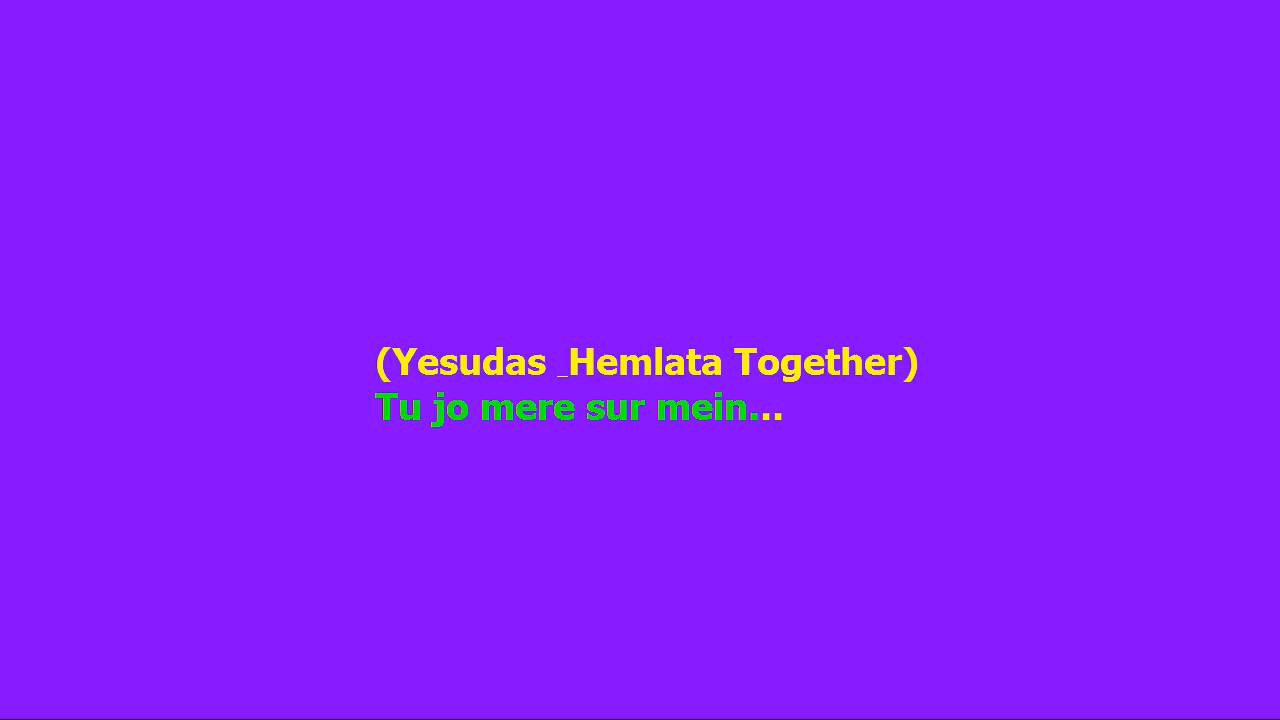 (Yesudas _Hemlata Together)
Tu jo mere sur mein...